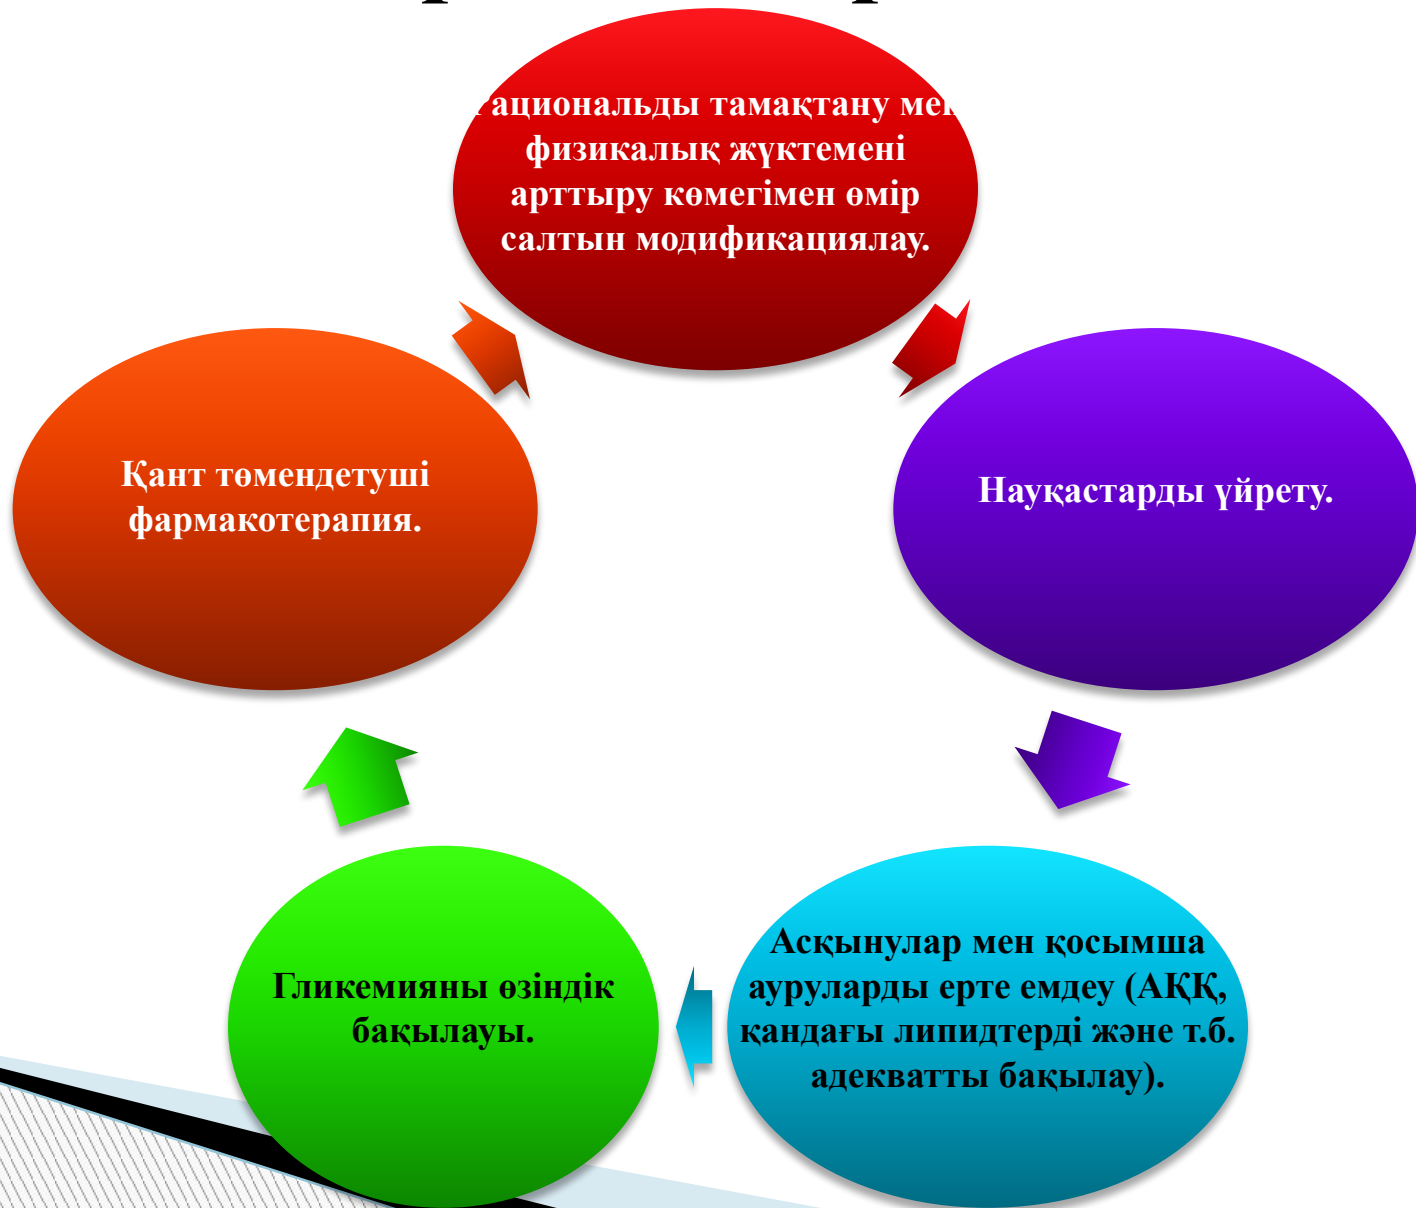 ациональды тамақтану мен
физикалық жүктемені
арттыру көмегімен өмір
салтын модификациялау.
Науқастарды үйрету.
Асқынулар мен қосымша
ауруларды ерте емдеу (АҚҚ,
қандағы липидтерді және т.б.
адекватты бақылау).
Гликемияны өзіндік
бақылауы.
Қант төмендетуші
фармакотерапия.